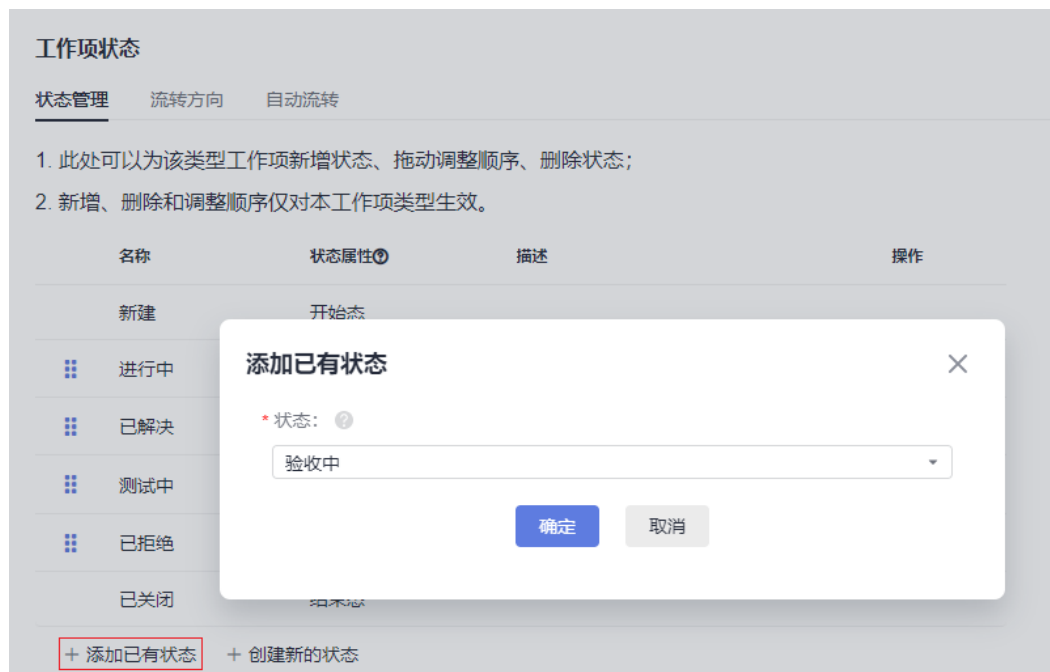 工作项状态
状态管理 流转方向 自动流转
1. 此处可以为该类型工作项新增状态、拖动调整顺序、删除状态；
2. 新增、删除和调整顺序仅对本工作项类型生效。
名称 状态属性 描述 操作
新建 开始态
进行中
已解决
测试中
已拒绝
已关闭 结束态
添加已有状态
* 状态： ?
验收中
确定 取消
+ 添加已有状态 + 创建新的状态